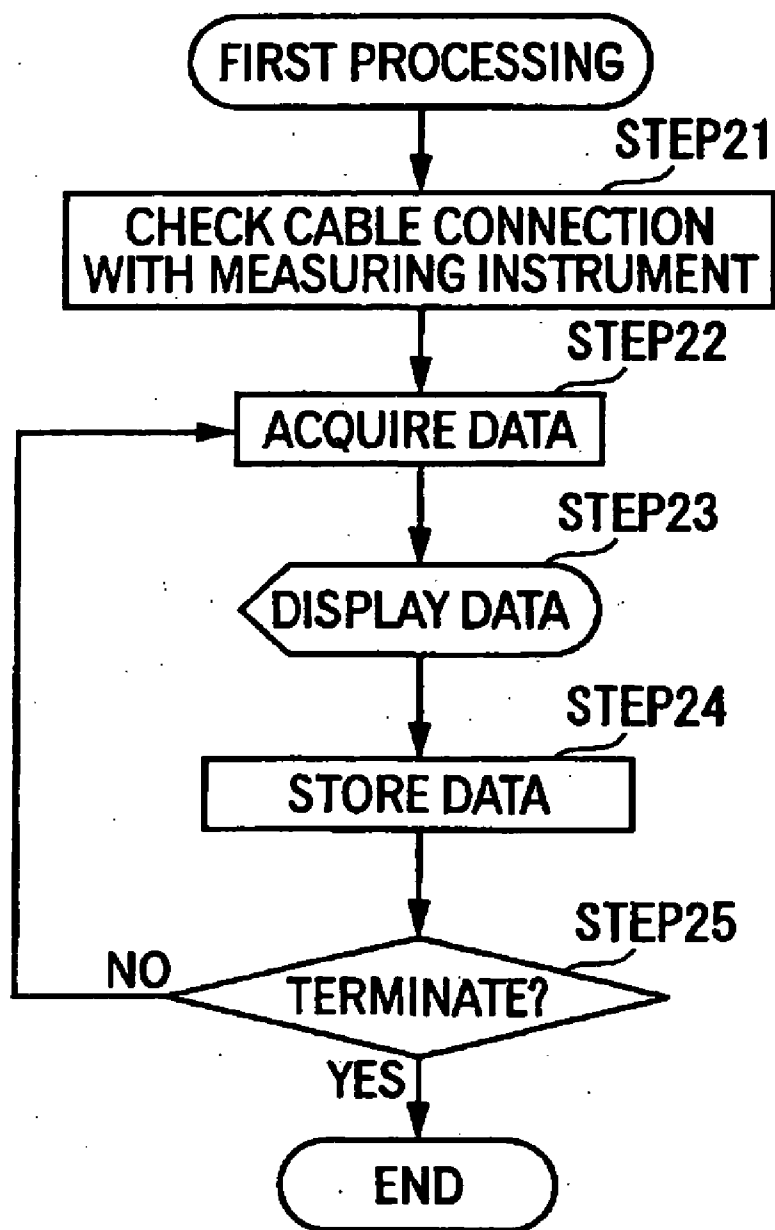 FIRST PROCESSING
STEP21
CHECK CABLE CONNECTION
WITH MEASURING INSTRUMENT
STEP22
ACQUIRE DATA
STEP23
DISPLAY DATA
STEP24
STORE DATA
STEP25
NO
TERMINATE?
YES
END